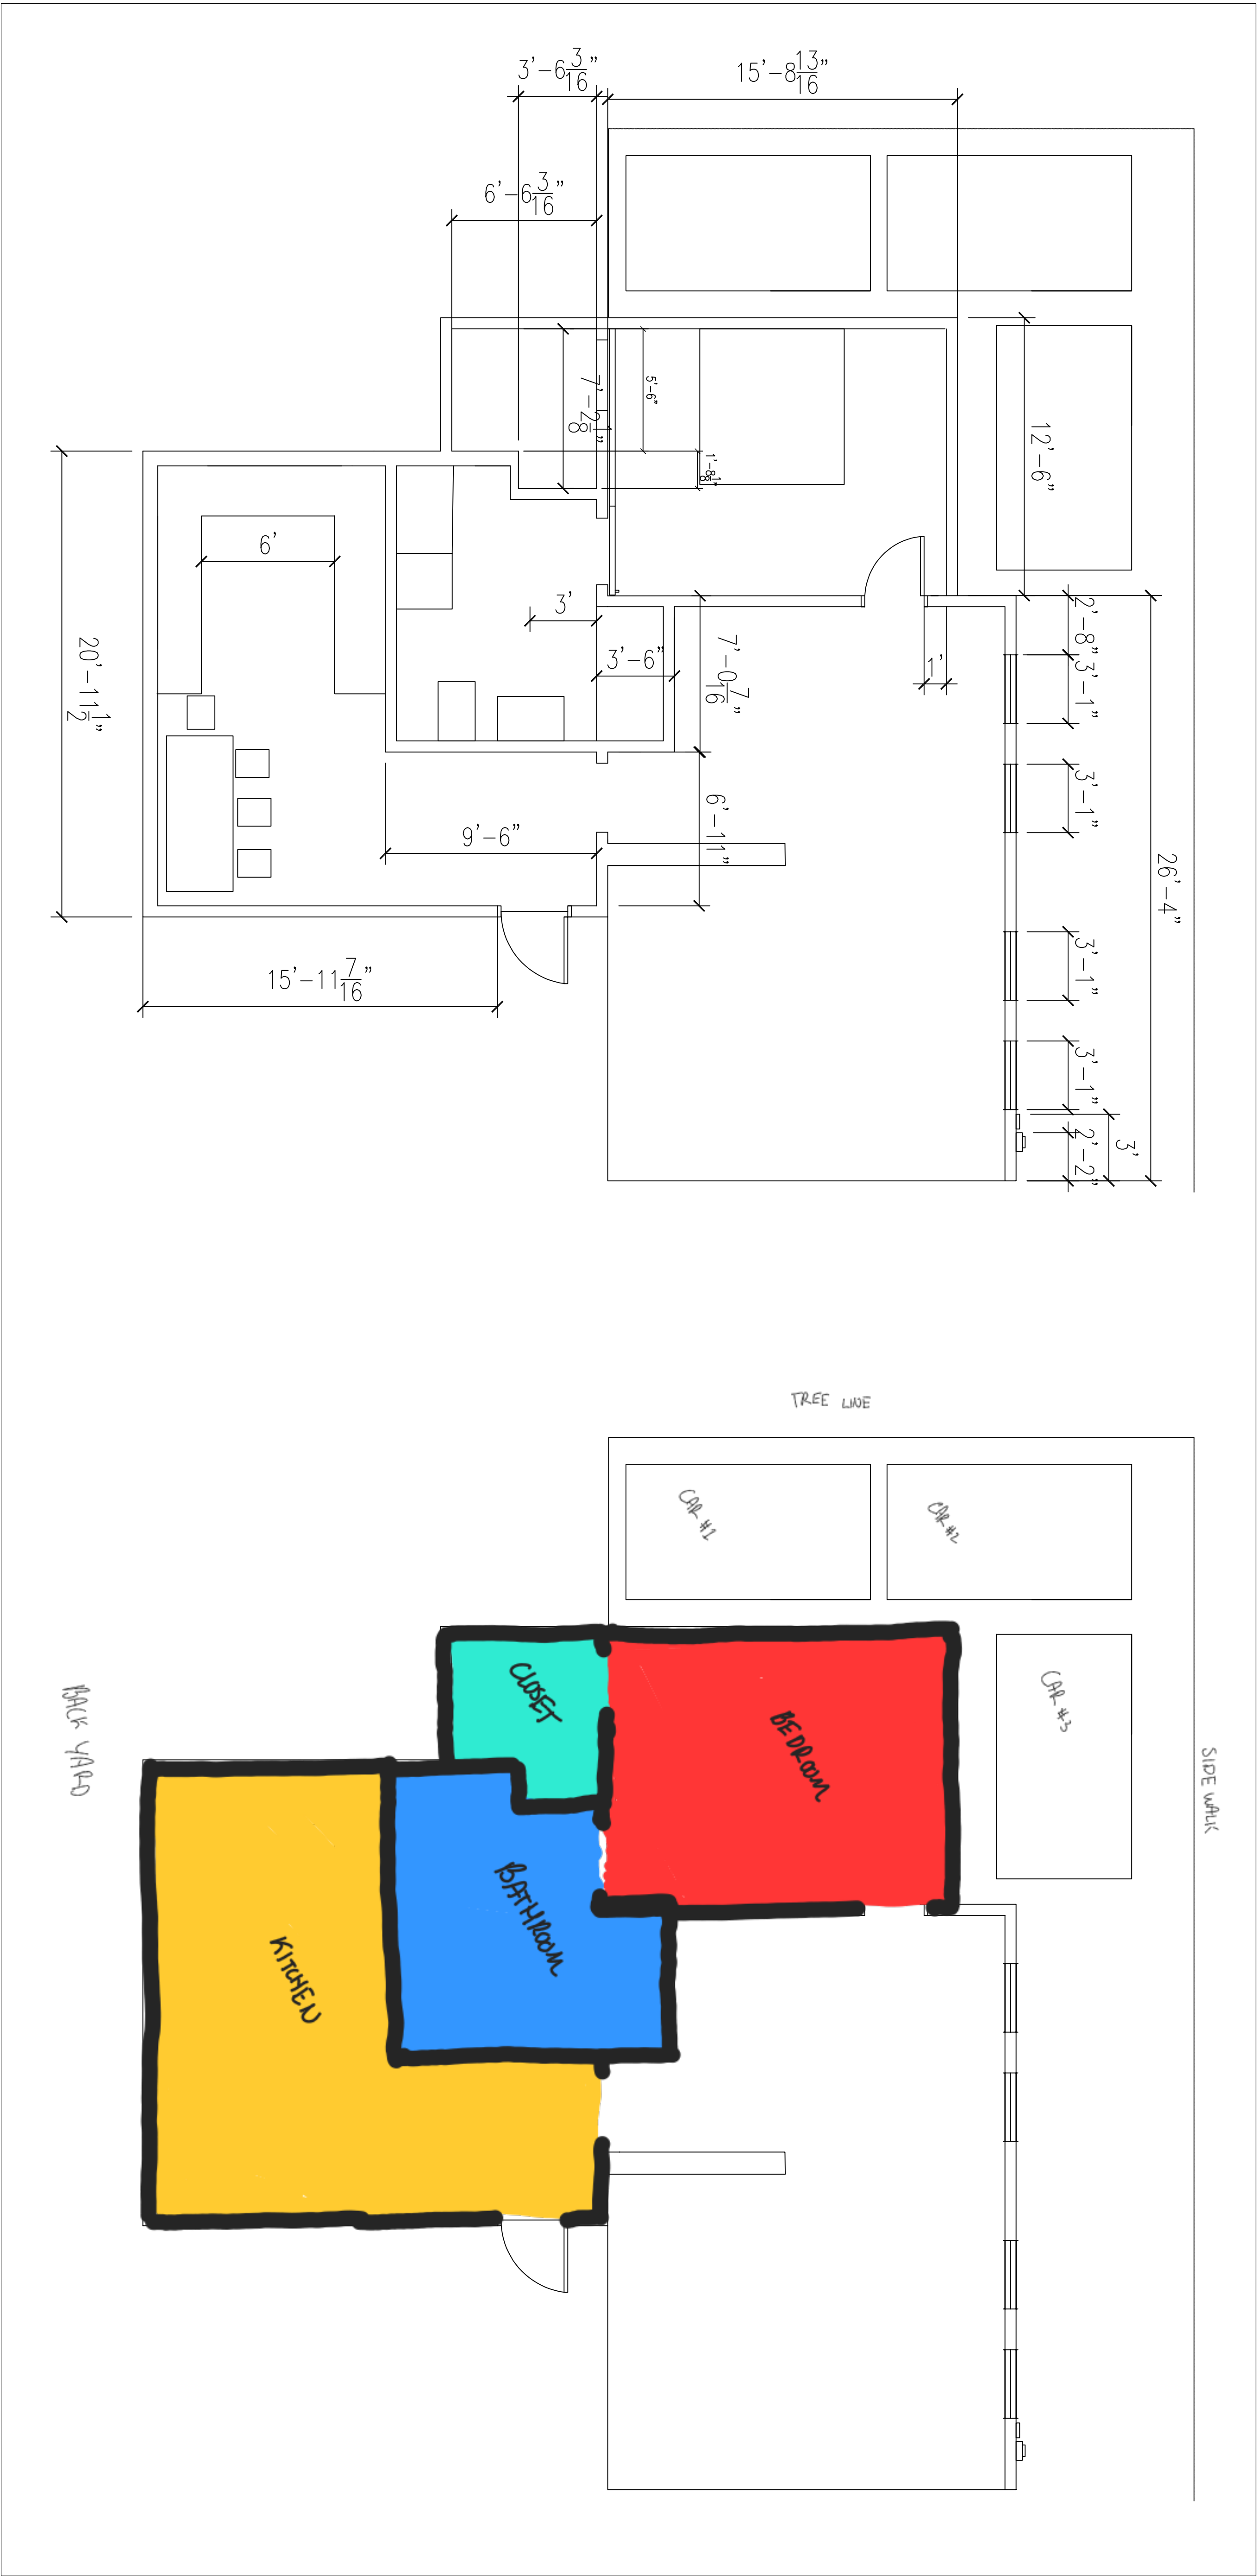 3'-6 3/16"
15'-8 13/16"
6'-6 3/16"
12'-6"
5'-6"
7'-2 1/8"
1'-8 1/8"
6'
3'
3'-6"
7'-0 7/16"
1'
2'-8"
3'-1"
3'-1"
20'-11 1/2"
9'-6"
6'-11"
26'-4"
15'-11 7/16"
3'-1"
3'-1"
3'
2'-2"
TREE LINE
CAR #1
CAR #2
CAR #3
SIDE WALK
BACK YARD
CLOSET
BEDROOM
BATHROOM
KITCHEN